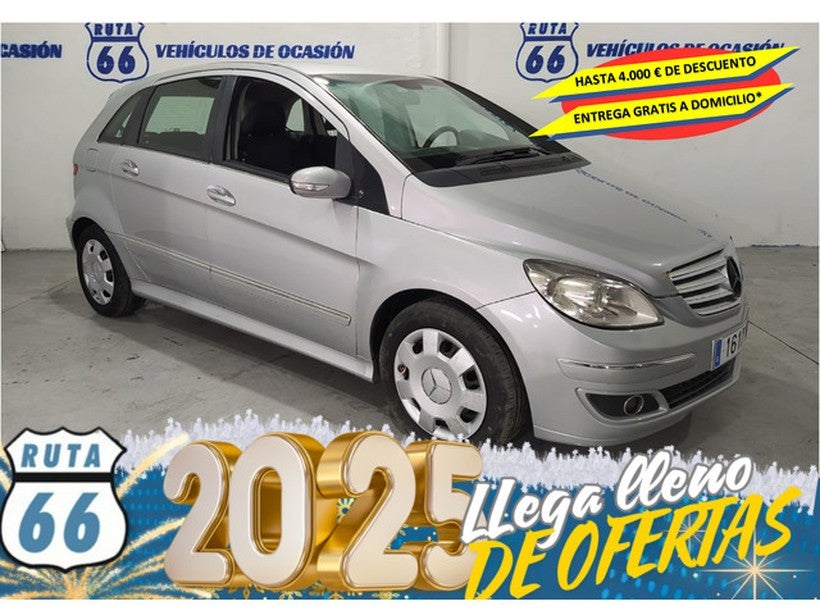 RUTA
66
VEHÍCULOS DE OCASIÓN
RUTA
66
VEHÍCULOS DE OCASIÓN
CASIÓN
HASTA 4.000 € DE DESCUENTO
ENTREGA GRATIS A DOMICILIO*
RUTA
66
2025
LLega lleno
DE OFERTAS